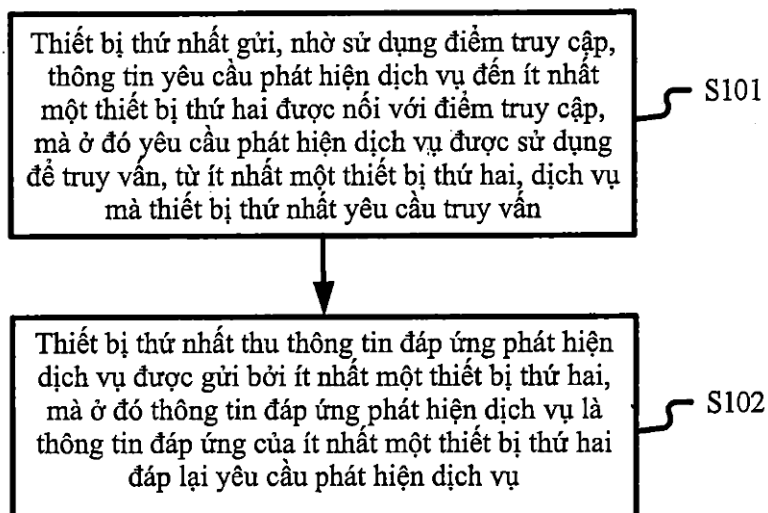 Thiết bị thứ nhất gửi, nhờ sử dụng điểm truy cập,
thông tin yêu cầu phát hiện dịch vụ đến ít nhất
một thiết bị thứ hai được nối với điểm truy cập,
mà ở đó yêu cầu phát hiện dịch vụ được sử dụng
để truy vấn, từ ít nhất một thiết bị thứ hai, dịch vụ
mà thiết bị thứ nhất yêu cầu truy vấn
S101
Thiết bị thứ nhất thu thông tin đáp ứng phát hiện
dịch vụ được gửi bởi ít nhất một thiết bị thứ hai,
mà ở đó thông tin đáp ứng phát hiện dịch vụ là
thông tin đáp ứng của ít nhất một thiết bị thứ hai
đáp lại yêu cầu phát hiện dịch vụ
S102